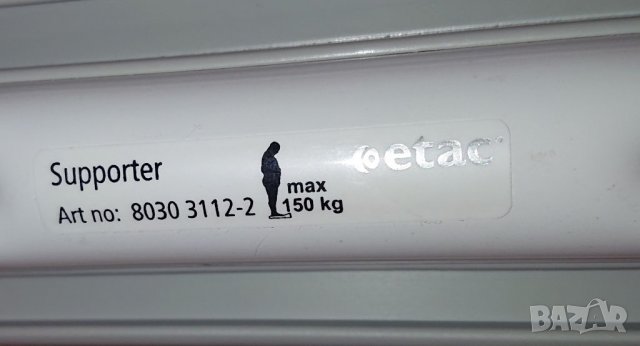 Supporter
Art no: 8030 3112-2
max
150 kg
etac
BAZAR